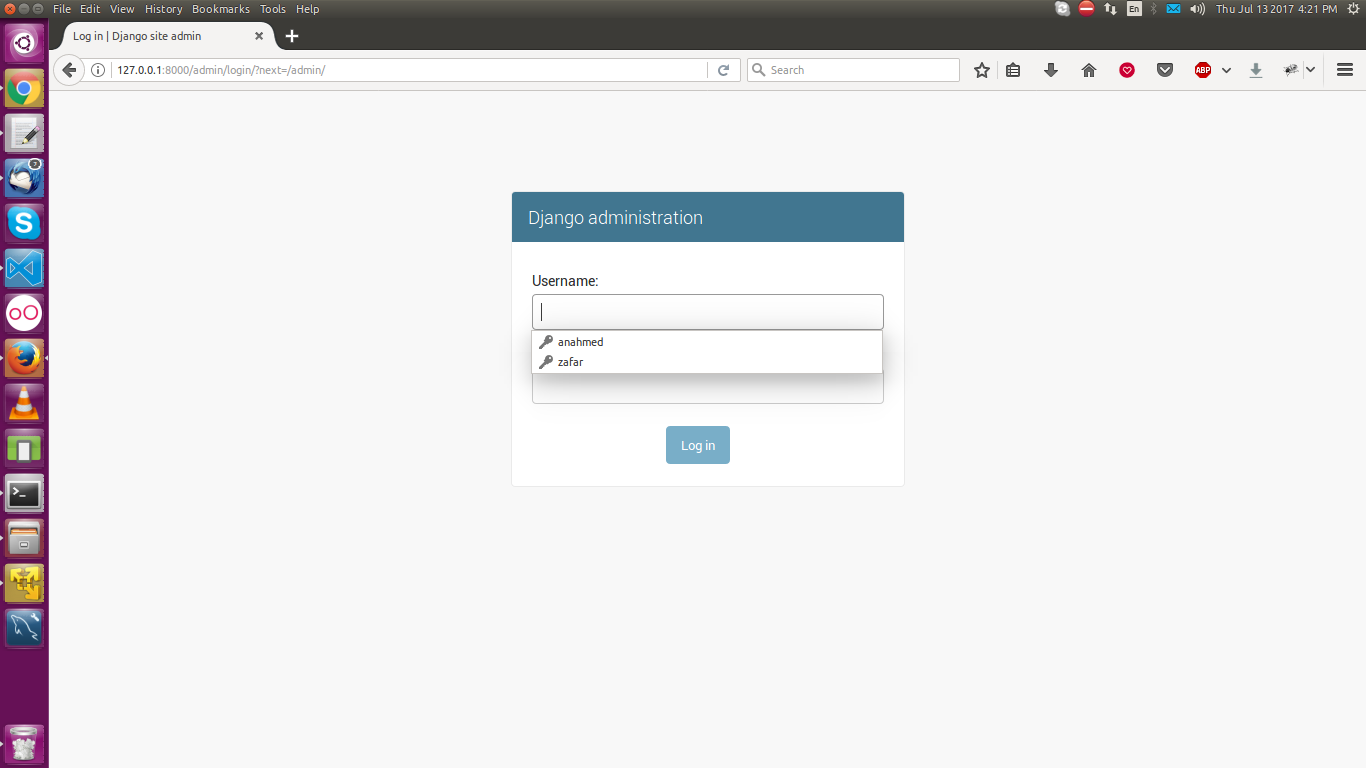 File Edit View History Bookmarks Tools Help
En
Thu Jul 13 2017 4:21 PM
Log in | Django site admin
127.0.0.1:8000/admin/login/?next=/admin/
Search
ABP
Django administration
Username:
anahmed
zafar
Log in